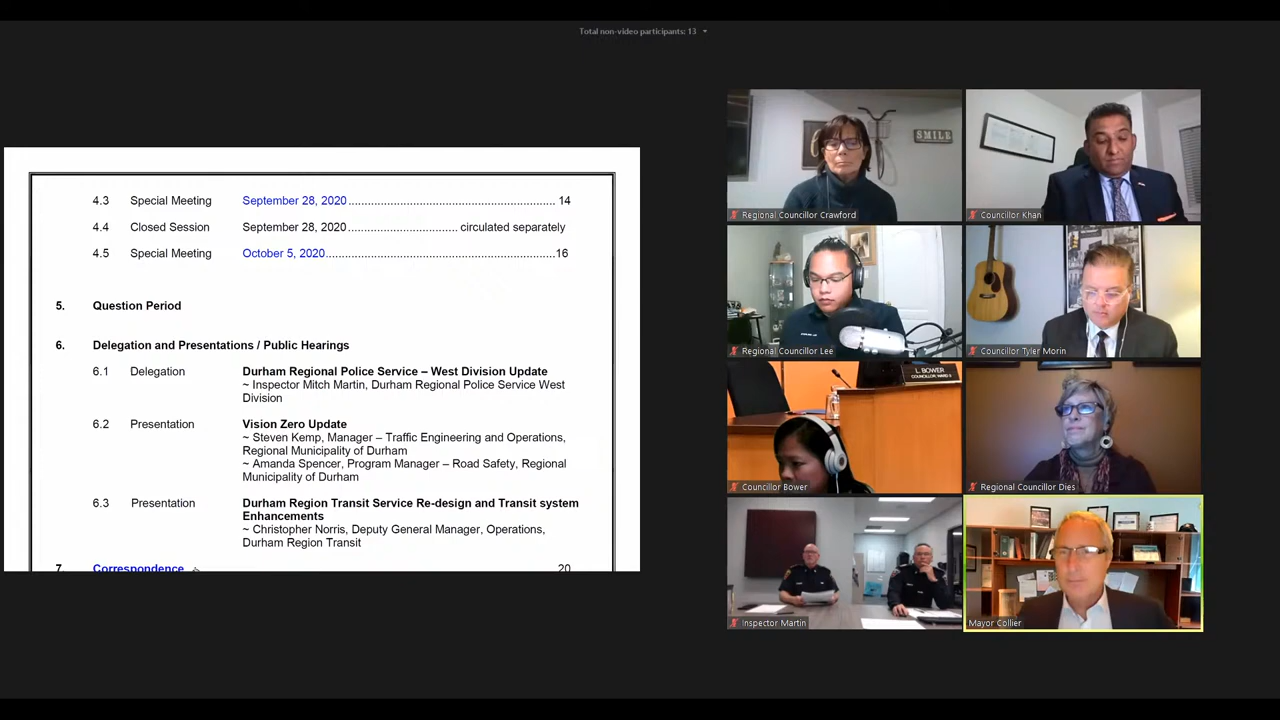 Total non-video participants: 13
4.3 Special Meeting September 28, 2020 14
4.4 Closed Session September 28, 2020 circulated separately
4.5 Special Meeting October 5, 2020 16
5. Question Period
6. Delegation and Presentations / Public Hearings
6.1 Delegation Durham Regional Police Service – West Division Update
~ Inspector Mitch Martin, Durham Regional Police Service West
Division
6.2 Presentation Vision Zero Update
~ Steven Kemp, Manager – Traffic Engineering and Operations,
Regional Municipality of Durham
~ Amanda Spencer, Program Manager – Road Safety, Regional
Municipality of Durham
6.3 Presentation Durham Region Transit Service Re-design and Transit system
Enhancements
~ Christopher Norris, Deputy General Manager, Operations,
Durham Region Transit
7. Correspondence 20
SMILE
Regional Councillor Crawford
Councillor Khan
Regional Councillor Lee
Councillor Tyler Morin
L. BOWER
Councillor Bower
Regional Councillor Dies
Inspector Martin
Mayor Collier